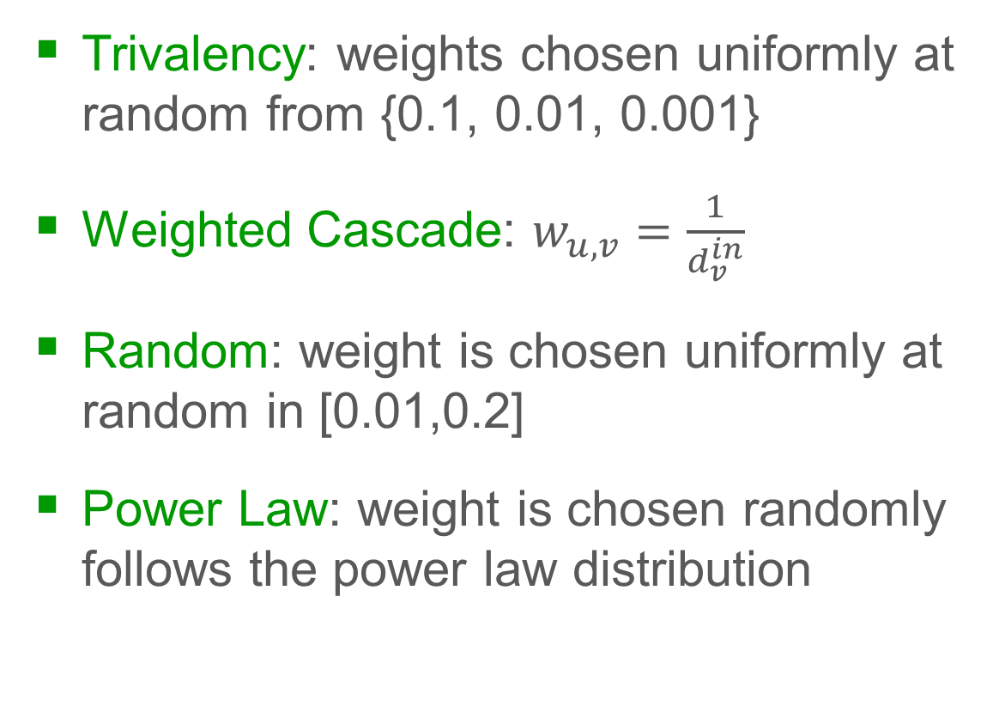 ▪ Trivalency: weights chosen uniformly at
random from {0.1, 0.01, 0.001}
▪ Weighted Cascade: $w_{u,v} = \frac{1}{d_v^{in}}$
▪ Random: weight is chosen uniformly at
random in [0.01,0.2]
▪ Power Law: weight is chosen randomly
follows the power law distribution